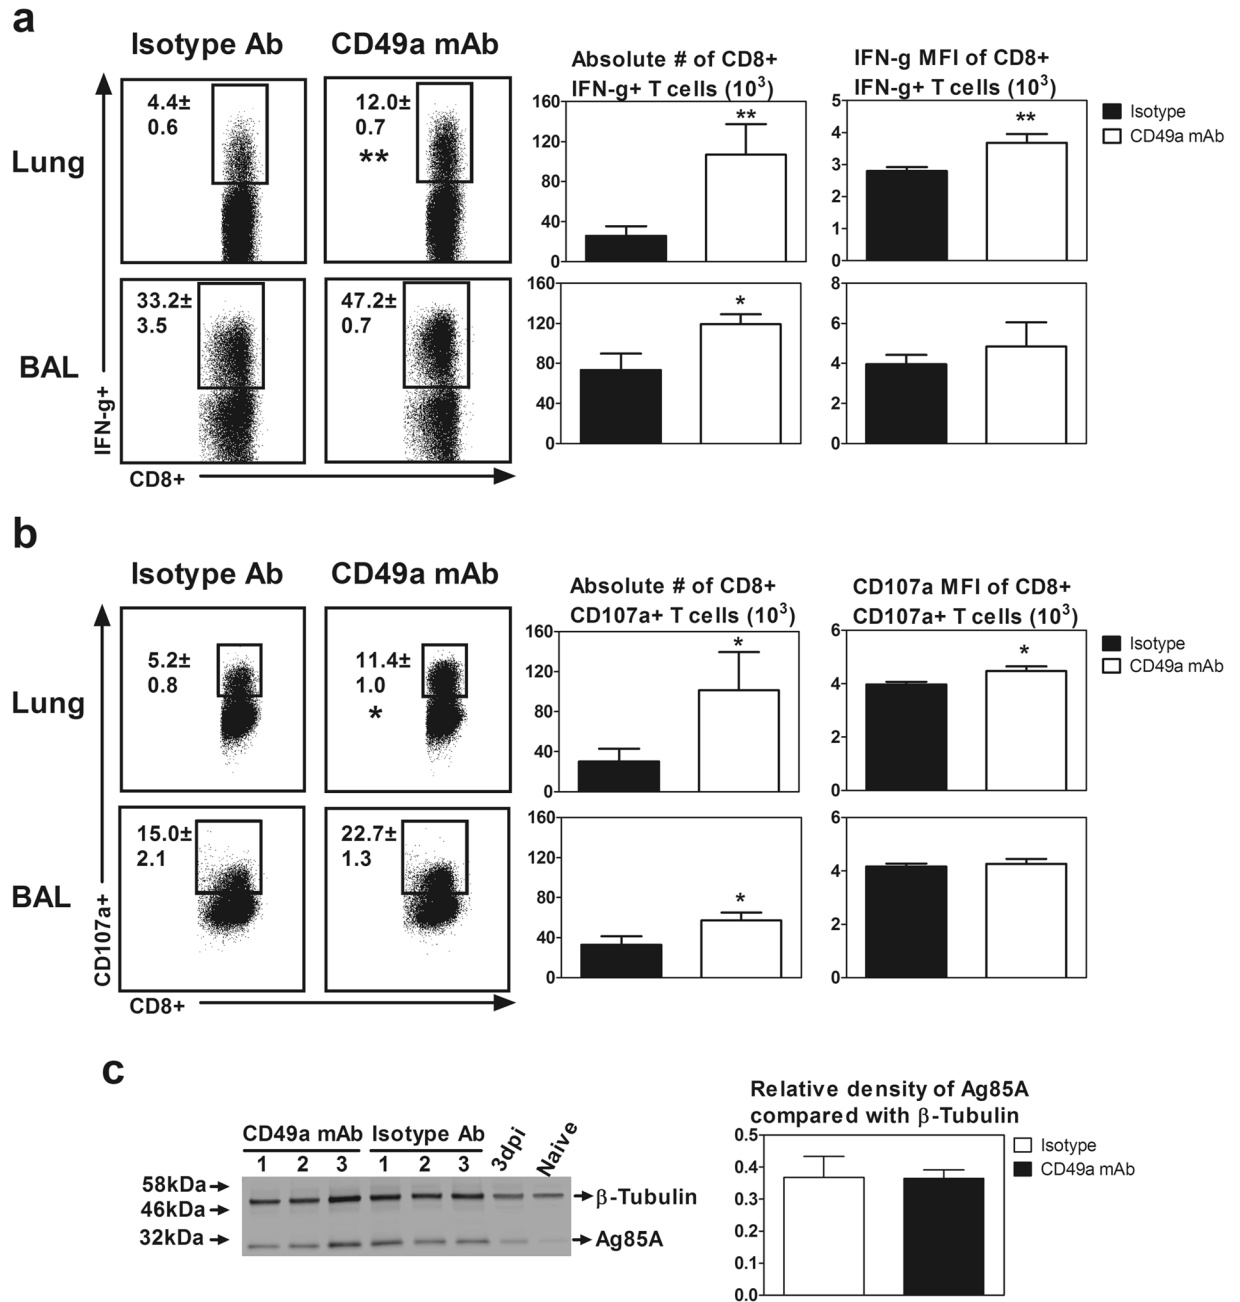 a
Isotype Ab
CD49a mAb
Absolute # of CD8+
IFN-g+ T cells (10³)
IFN-g MFI of CD8+
IFN-g+ T cells (10³)
Isotype
CD49a mAb
Lung
4.4±
0.6
12.0±
0.7
**
160
120
80
40
0
**
5
4
3
2
1
0
**
BAL
33.2±
3.5
47.2±
0.7
160
120
80
40
0
*
8
6
4
2
0
IFN-g+
CD8+
b
Isotype Ab
CD49a mAb
Absolute # of CD8+
CD107a+ T cells (10³)
CD107a MFI of CD8+
CD107a+ T cells (10³)
Isotype
CD49a mAb
Lung
5.2±
0.8
11.4±
1.0
*
160
120
80
40
0
*
6
4
2
0
*
BAL
15.0±
2.1
22.7±
1.3
160
120
80
40
0
*
6
4
2
0
CD107a+
CD8+
c
CD49a mAb Isotype Ab
1 2 3 1 2 3 3dpi Naive
58kDa
46kDa
32kDa
β-Tubulin
Ag85A
Relative density of Ag85A
compared with β-Tubulin
0.5
0.4
0.3
0.2
0.1
0.0
Isotype
CD49a mAb